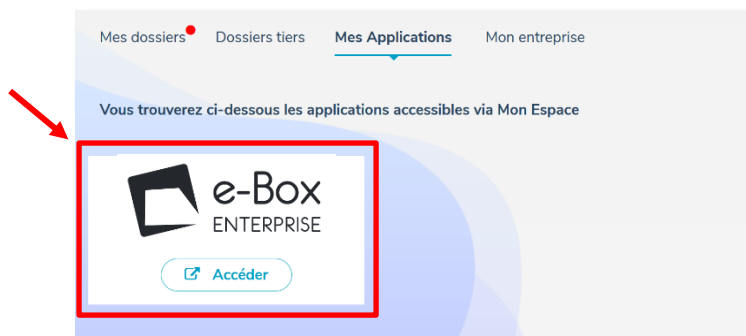 Mes dossiers Dossiers tiers Mes Applications Mon entreprise
Vous trouverez ci-dessous les applications accessibles via Mon Espace
e-Box
ENTERPRISE
Accéder